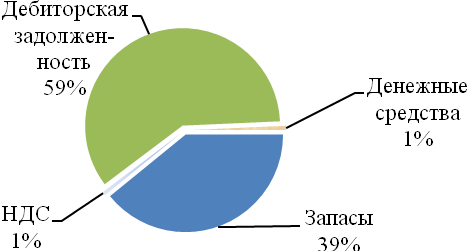 Дебиторская
задолжен-
ность
59%
Денежные
средства
1%
НДС
1%
Запасы
39%